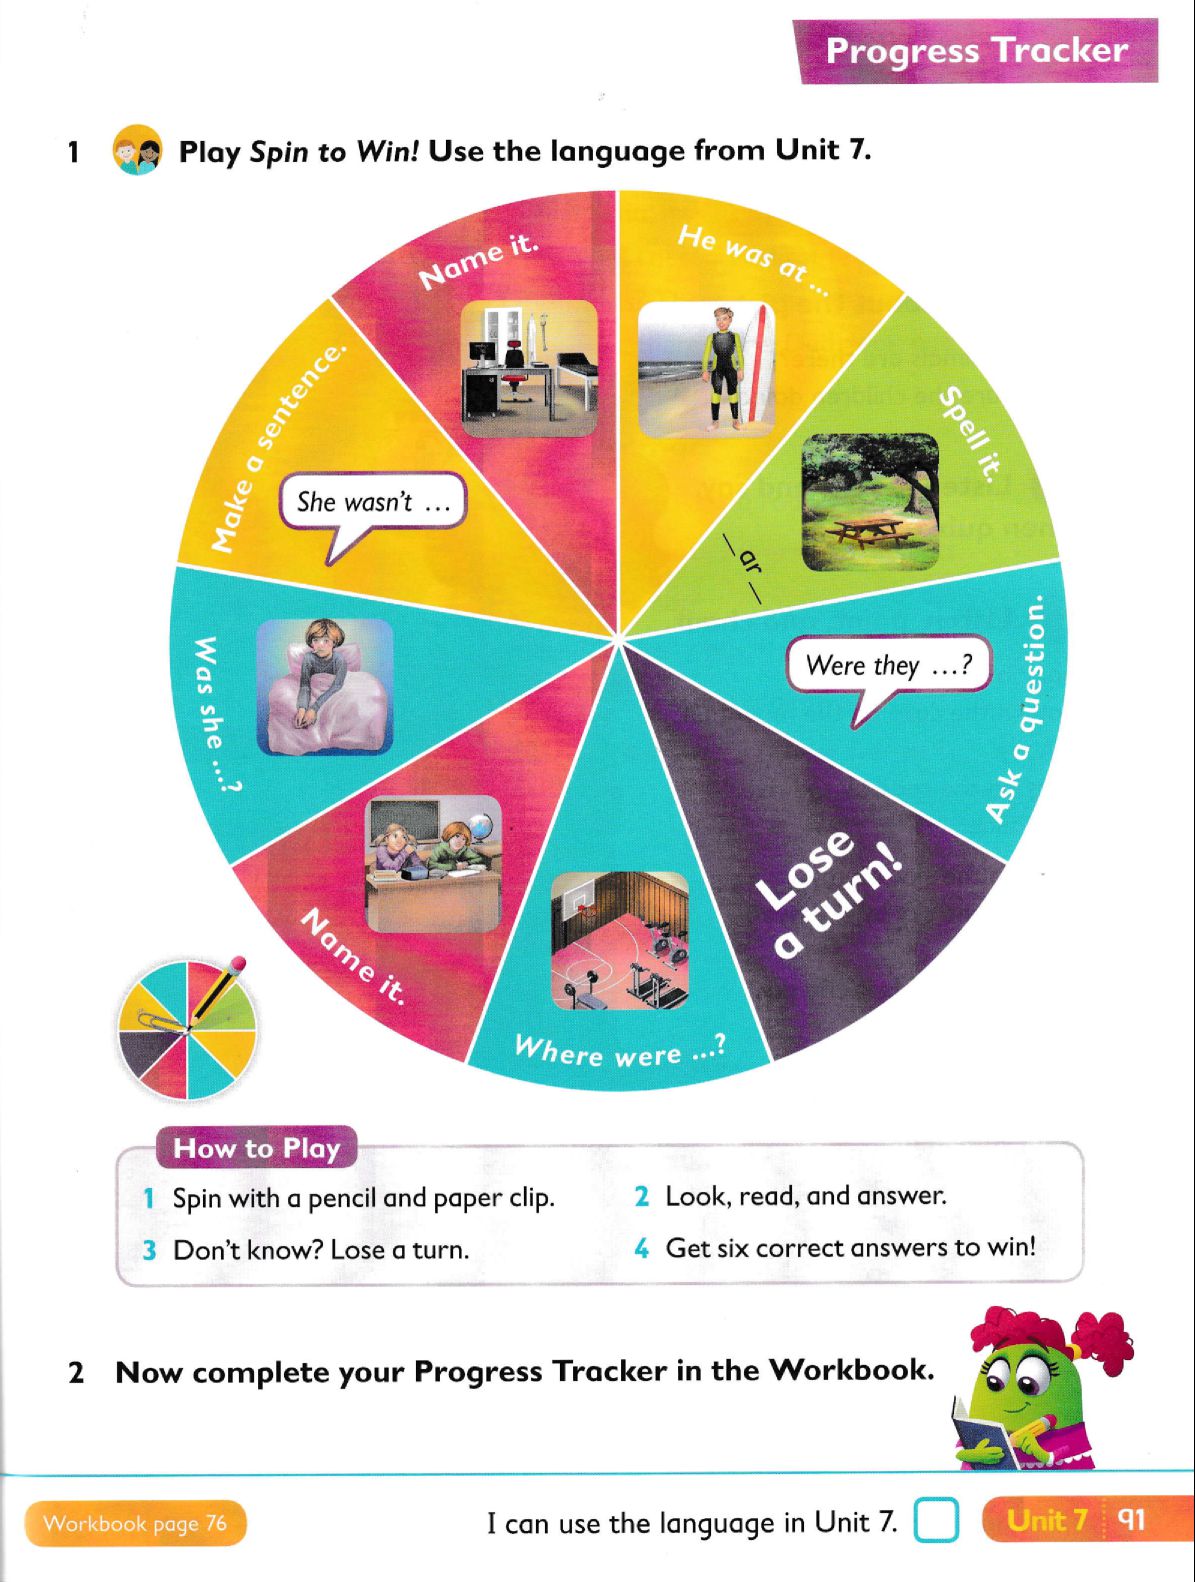 Progress Tracker
1 Play Spin to Win! Use the language from Unit 7.
Name it.
He was at ...
Spell it.
_ ar _
Ask a question.
Were they ...?
Lose
a turn!
Where were ...?
Name it.
Was she ...?
Make a sentence.
She wasn't ...
How to Play
1 Spin with a pencil and paper clip.
2 Look, read, and answer.
3 Don't know? Lose a turn.
4 Get six correct answers to win!
2 Now complete your Progress Tracker in the Workbook.
Workbook page 76
I can use the language in Unit 7.
Unit 7 91